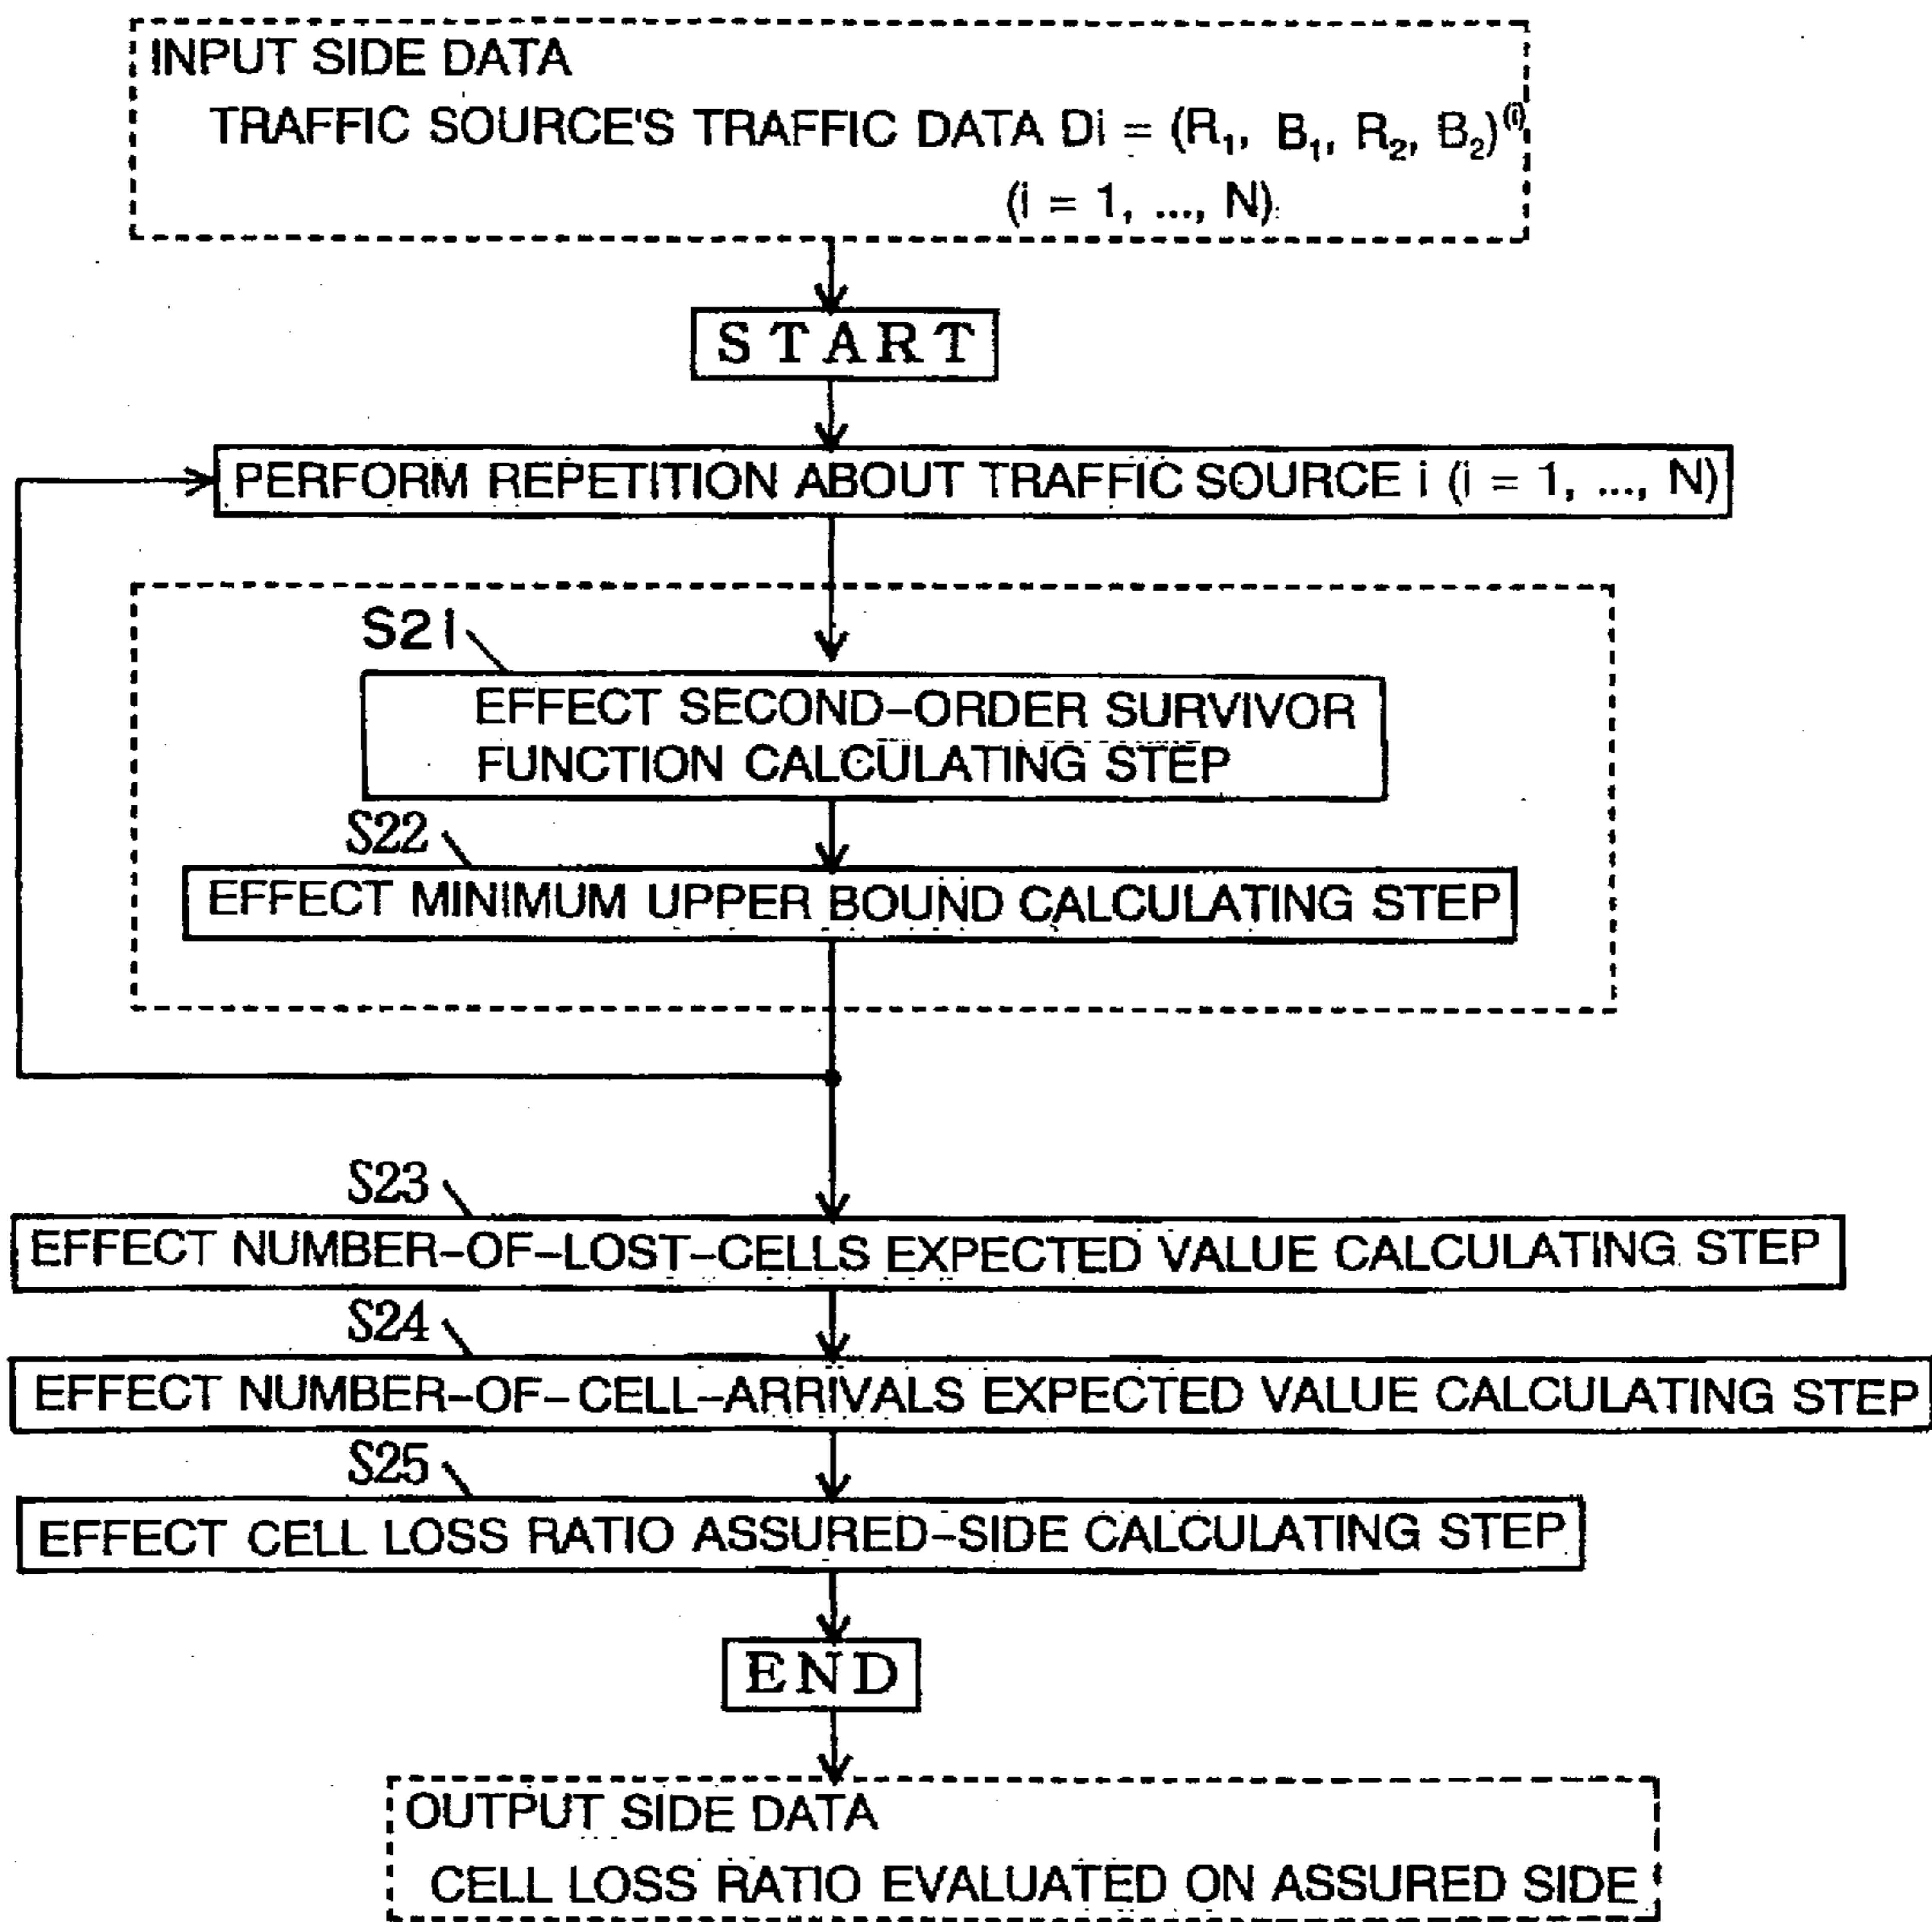 INPUT SIDE DATA
TRAFFIC SOURCE'S TRAFFIC DATA Di = (R₁, B₁, R₂, B₂)⁽ⁱ⁾
(i = 1, ..., N)
START
PERFORM REPETITION ABOUT TRAFFIC SOURCE i (i = 1, ..., N)
S21
EFFECT SECOND-ORDER SURVIVOR
FUNCTION CALCULATING STEP
S22
EFFECT MINIMUM UPPER BOUND CALCULATING STEP
S23
EFFECT NUMBER-OF-LOST-CELLS EXPECTED VALUE CALCULATING STEP
S24
EFFECT NUMBER-OF-CELL-ARRIVALS EXPECTED VALUE CALCULATING STEP
S25
EFFECT CELL LOSS RATIO ASSURED-SIDE CALCULATING STEP
END
OUTPUT SIDE DATA
CELL LOSS RATIO EVALUATED ON ASSURED SIDE